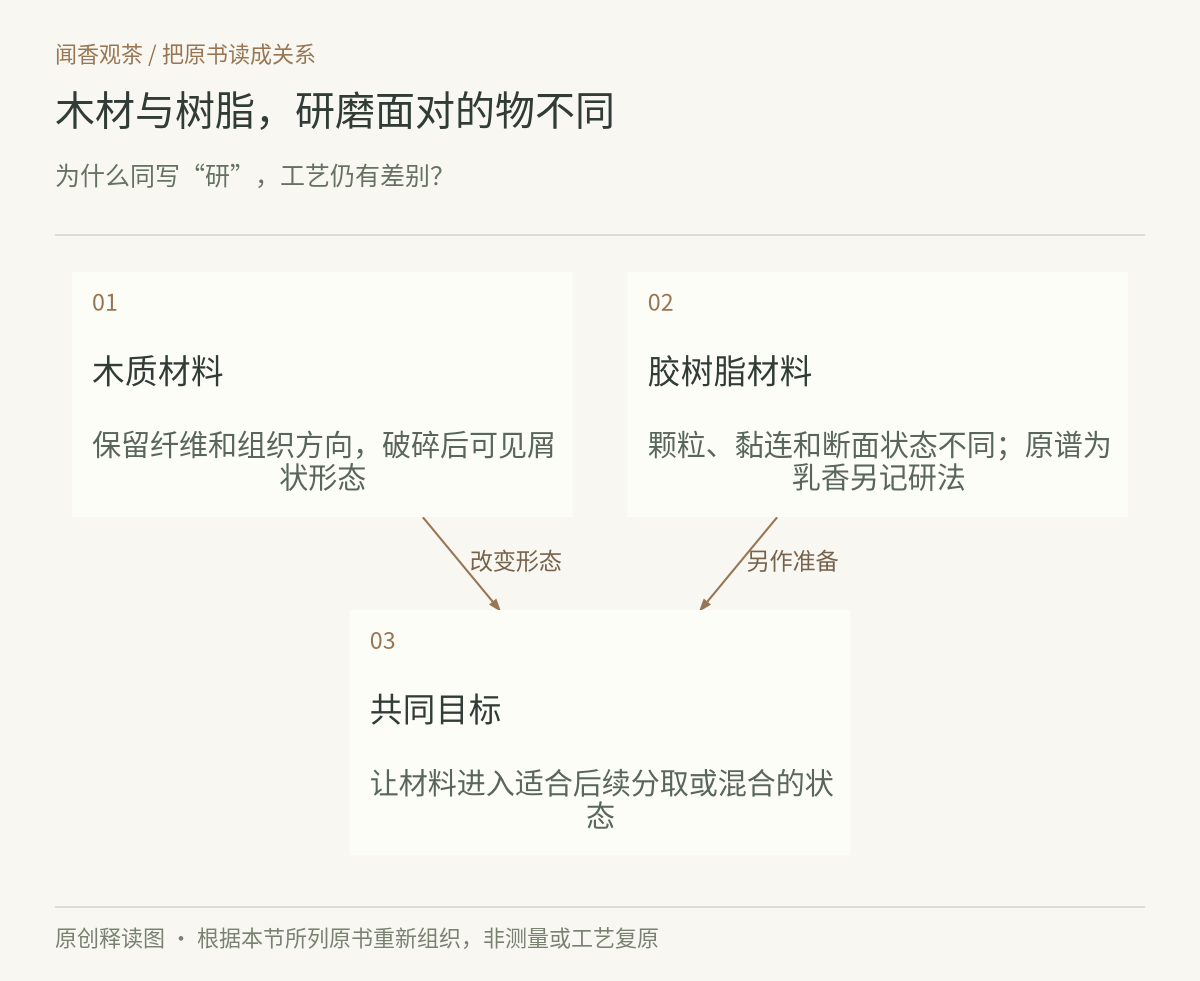 闻香观茶 / 把原书读成关系
木材与树脂，研磨面对的物不同
为什么同写“研”，工艺仍有差别？
01
木质材料
保留纤维和组织方向，破碎后可见屑
状形态
02
胶树脂材料
颗粒、黏连和断面状态不同；原谱为
乳香另记研法
改变形态
另作准备
03
共同目标
让材料进入适合后续分取或混合的状
态
原创释读图 · 根据本节所列原书重新组织，非测量或工艺复原